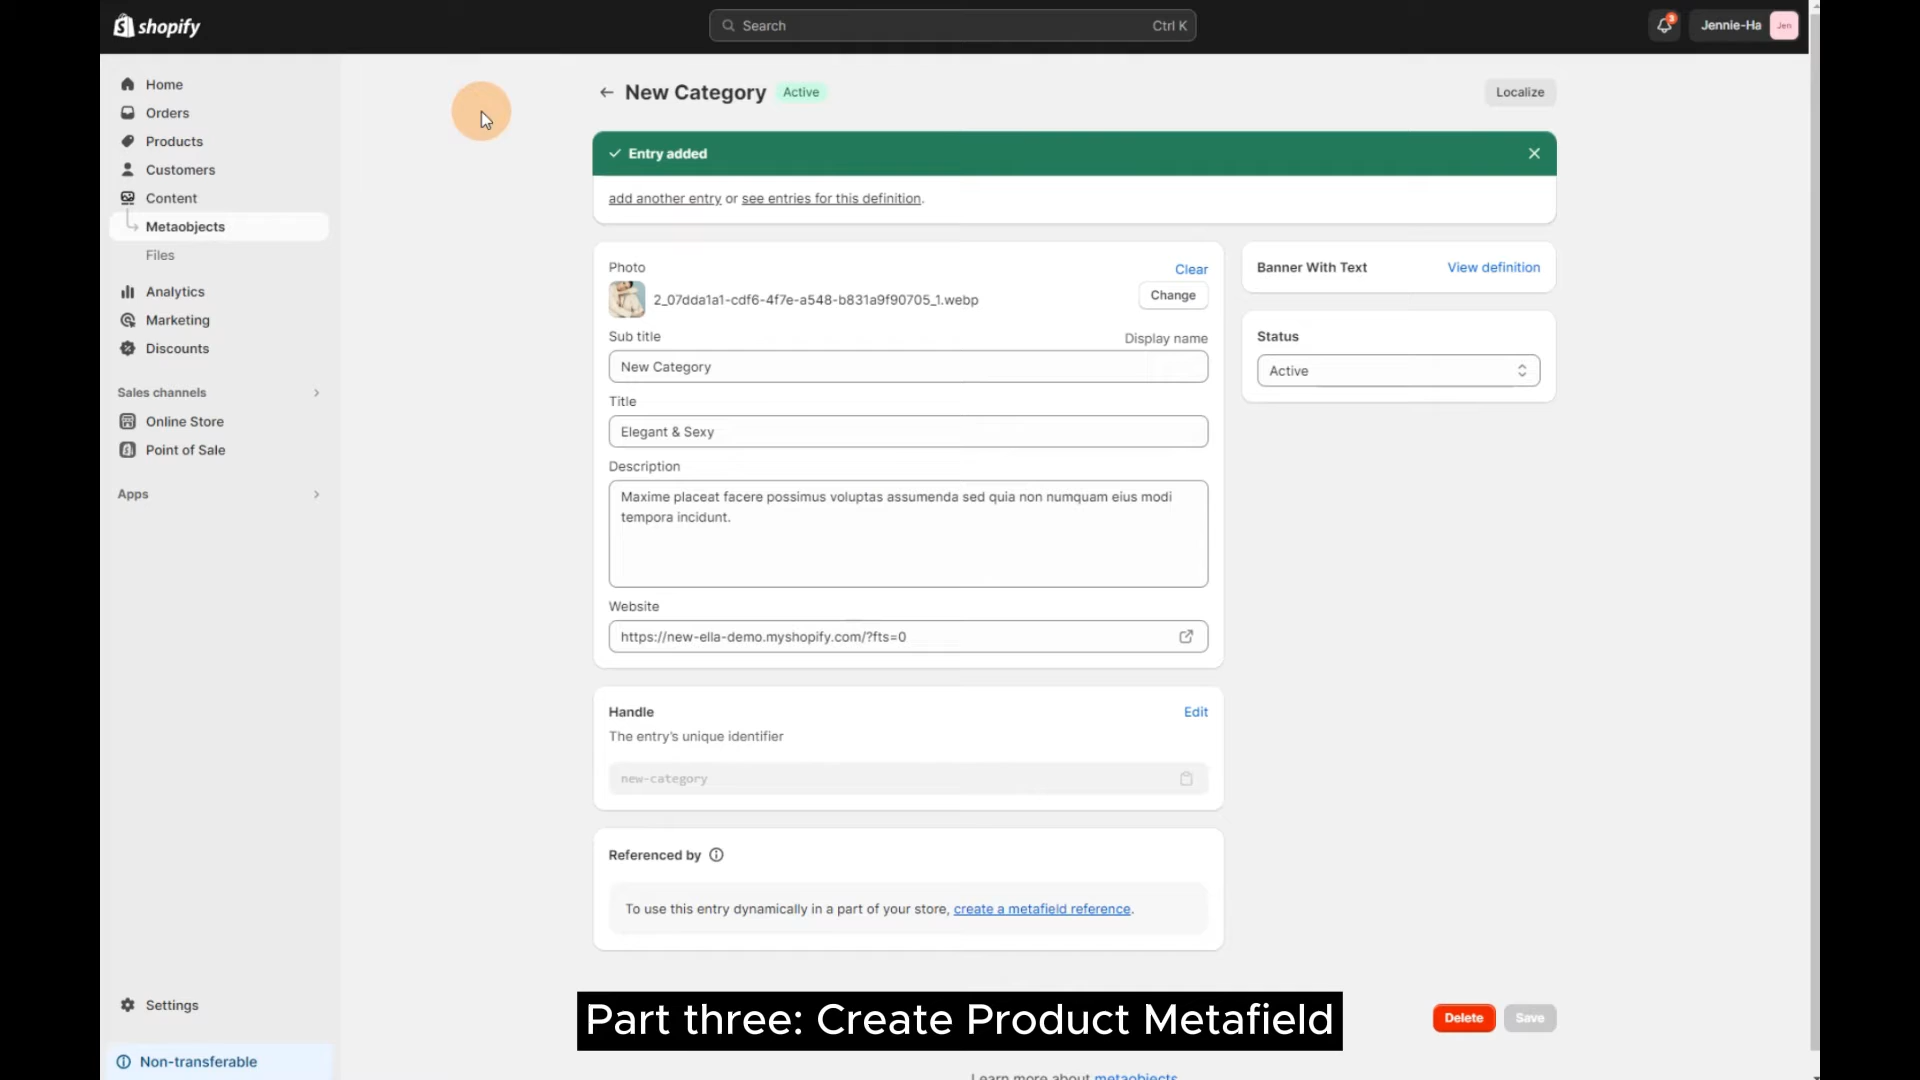 shopify
Search
Ctrl K
3
Jennie-Ha
Jen
Home
Orders
Products
Customers
Content
Metaobjects
Files
Analytics
Marketing
Discounts
Sales channels
Online Store
Point of Sale
Apps
Settings
Non-transferable
New Category
Active
Localize
Entry added
add another entry or see entries for this definition.
Photo
Clear
2_07dda1a1-cdf6-4f7e-a548-b831a9f90705_1.webp
Change
Sub title
Display name
New Category
Title
Elegant & Sexy
Description
Maxime placeat facere possimus voluptas assumenda sed quia non numquam eius modi
tempora incidunt.
Website
https://new-ella-demo.myshopify.com/?fts=0
Banner With Text
View definition
Status
Active
Handle
Edit
The entry's unique identifier
new-category
Referenced by
To use this entry dynamically in a part of your store, create a metafield reference.
Part three: Create Product Metafield
Delete
Save
Learn more about metaobjects